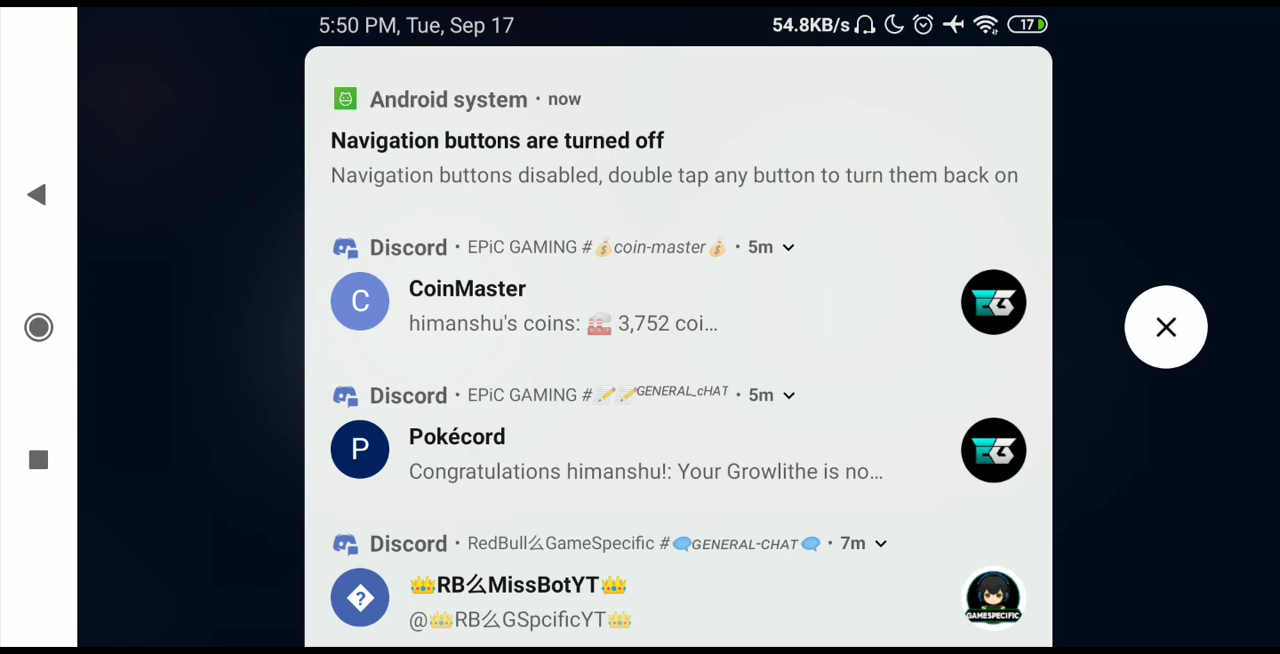 5:50 PM, Tue, Sep 17 54.8KB/s 17
Android system · now
Navigation buttons are turned off
Navigation buttons disabled, double tap any button to turn them back on
Discord · EPiC GAMING #💰coin-master💰 · 5m
C
CoinMaster
himanshu's coins: 🏭 3,752 coi...
EG
Discord · EPiC GAMING #📝📝ᴳᴱᴺᴱᴿᴬᴸ_ᶜᴴᴬᵀ · 5m
P
Pokécord
Congratulations himanshu!: Your Growlithe is no...
EG
Discord · RedBull么GameSpecific #🗨GENERAL-CHAT🗨 · 7m
?
👑RB么MissBotYT👑
@👑RB么GSpcificYT👑
GAMESPECIFIC